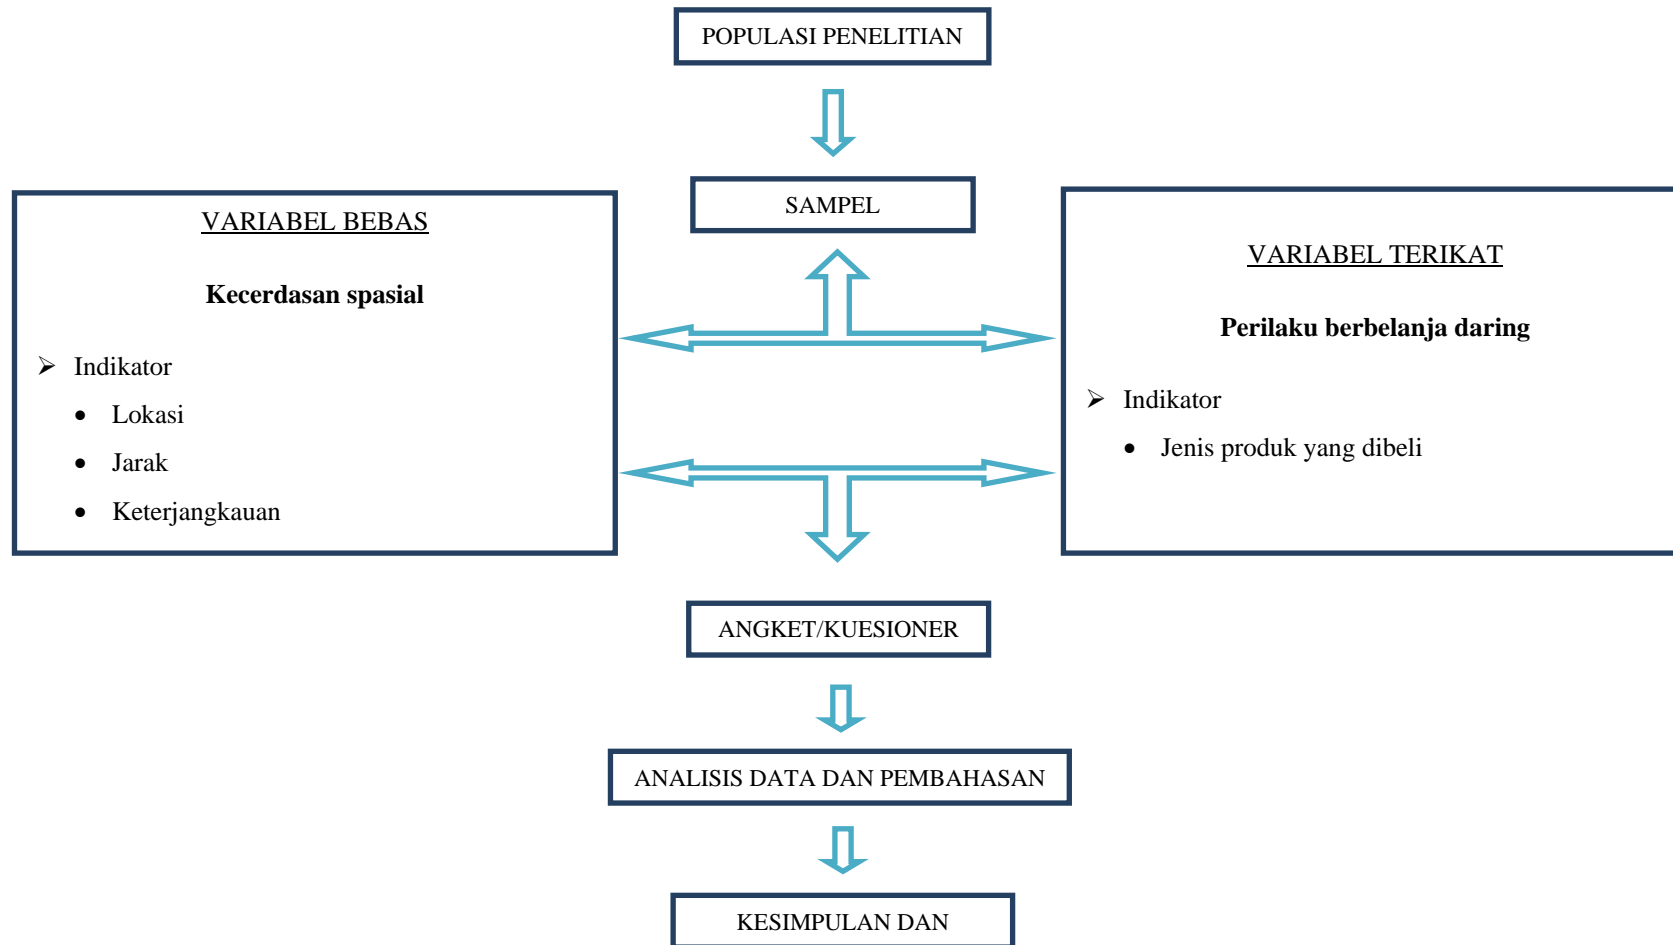 POPULASI PENELITIAN
SAMPEL
VARIABEL BEBAS
Kecerdasan spasial
➢ Indikator
• Lokasi
• Jarak
• Keterjangkauan
VARIABEL TERIKAT
Perilaku berbelanja daring
➢ Indikator
• Jenis produk yang dibeli
ANGKET/KUESIONER
ANALISIS DATA DAN PEMBAHASAN
KESIMPULAN DAN